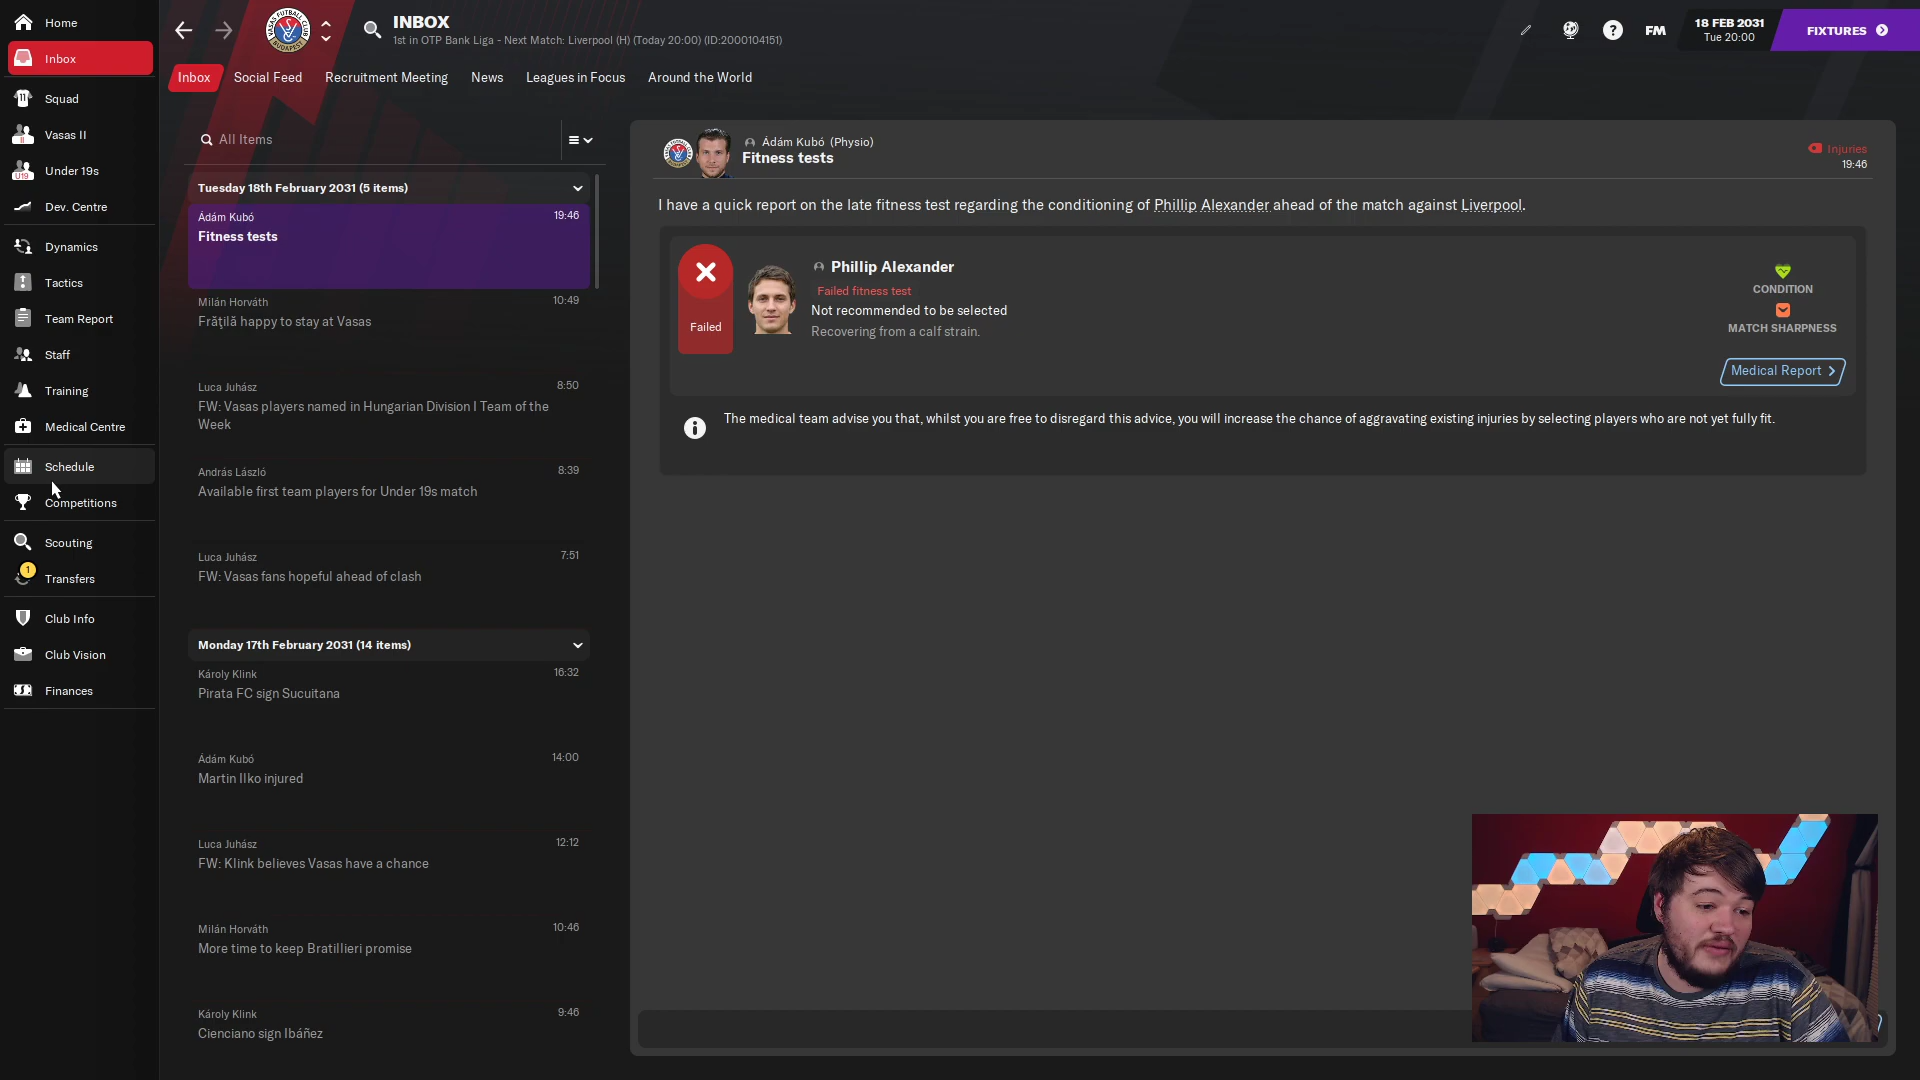 Home
Inbox
Squad
Vasas II
Under 19s
Dev. Centre
Dynamics
Tactics
Team Report
Staff
Training
Medical Centre
Schedule
Competitions
Scouting
1
Transfers
Club Info
Club Vision
Finances
INBOX
1st in OTP Bank Liga - Next Match: Liverpool (H) (Today 20:00) (ID:2000104151)
FM
18 FEB 2031
Tue 20:00
FIXTURES
Inbox
Social Feed
Recruitment Meeting
News
Leagues in Focus
Around the World
All Items
Tuesday 18th February 2031 (5 items)
Ádám Kubó 19:46
Fitness tests
Milán Horváth 10:49
Frățilă happy to stay at Vasas
Luca Juhász 8:50
FW: Vasas players named in Hungarian Division I Team of the
Week
András László 8:39
Available first team players for Under 19s match
Luca Juhász 7:51
FW: Vasas fans hopeful ahead of clash
Monday 17th February 2031 (14 items)
Károly Klink 16:32
Pirata FC sign Sucuitana
Ádám Kubó 14:00
Martin Ilko injured
Luca Juhász 12:12
FW: Klink believes Vasas have a chance
Milán Horváth 10:46
More time to keep Bratillieri promise
Károly Klink 9:46
Cienciano sign Ibáñez
Ádám Kubó (Physio)
Fitness tests
Injuries
19:46
I have a quick report on the late fitness test regarding the conditioning of Phillip Alexander ahead of the match against Liverpool.
Failed
Phillip Alexander
Failed fitness test
Not recommended to be selected
Recovering from a calf strain.
CONDITION
MATCH SHARPNESS
Medical Report
The medical team advise you that, whilst you are free to disregard this advice, you will increase the chance of aggravating existing injuries by selecting players who are not yet fully fit.